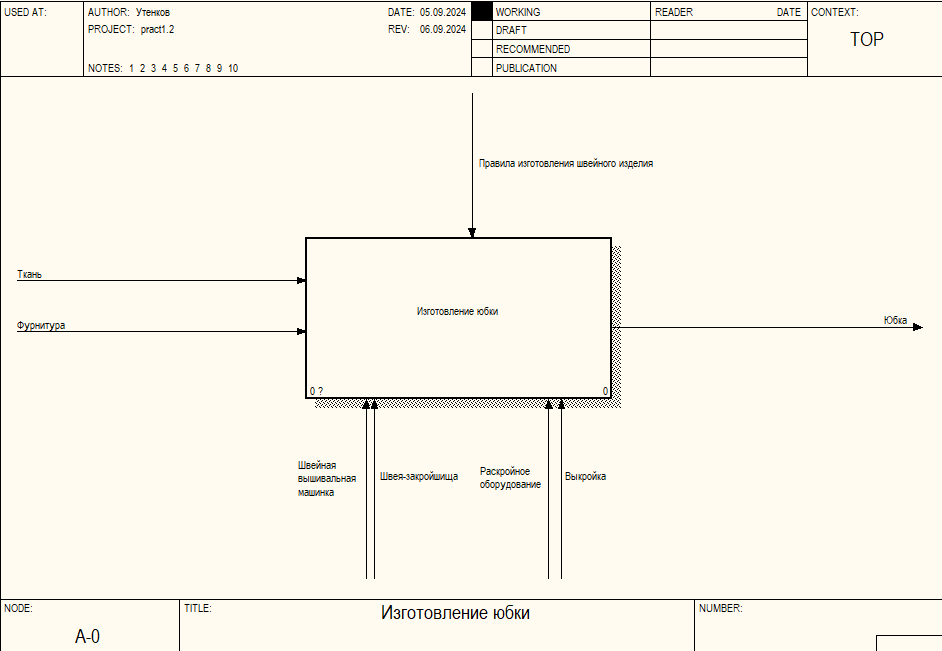 USED AT:
AUTHOR: Утенков
DATE: 05.09.2024
WORKING
READER
DATE
CONTEXT:
PROJECT: pract1.2
REV: 06.09.2024
DRAFT
TOP
RECOMMENDED
NOTES: 1 2 3 4 5 6 7 8 9 10
PUBLICATION
Правила изготовления швейного изделия
Ткань
Изготовление юбки
Юбка
Фурнитура
0 ?
0
Швейная
вышивальная
машинка
Швея-закройщица
Раскройное
оборудование
Выкройка
NODE:
TITLE:
Изготовление юбки
NUMBER:
A-0